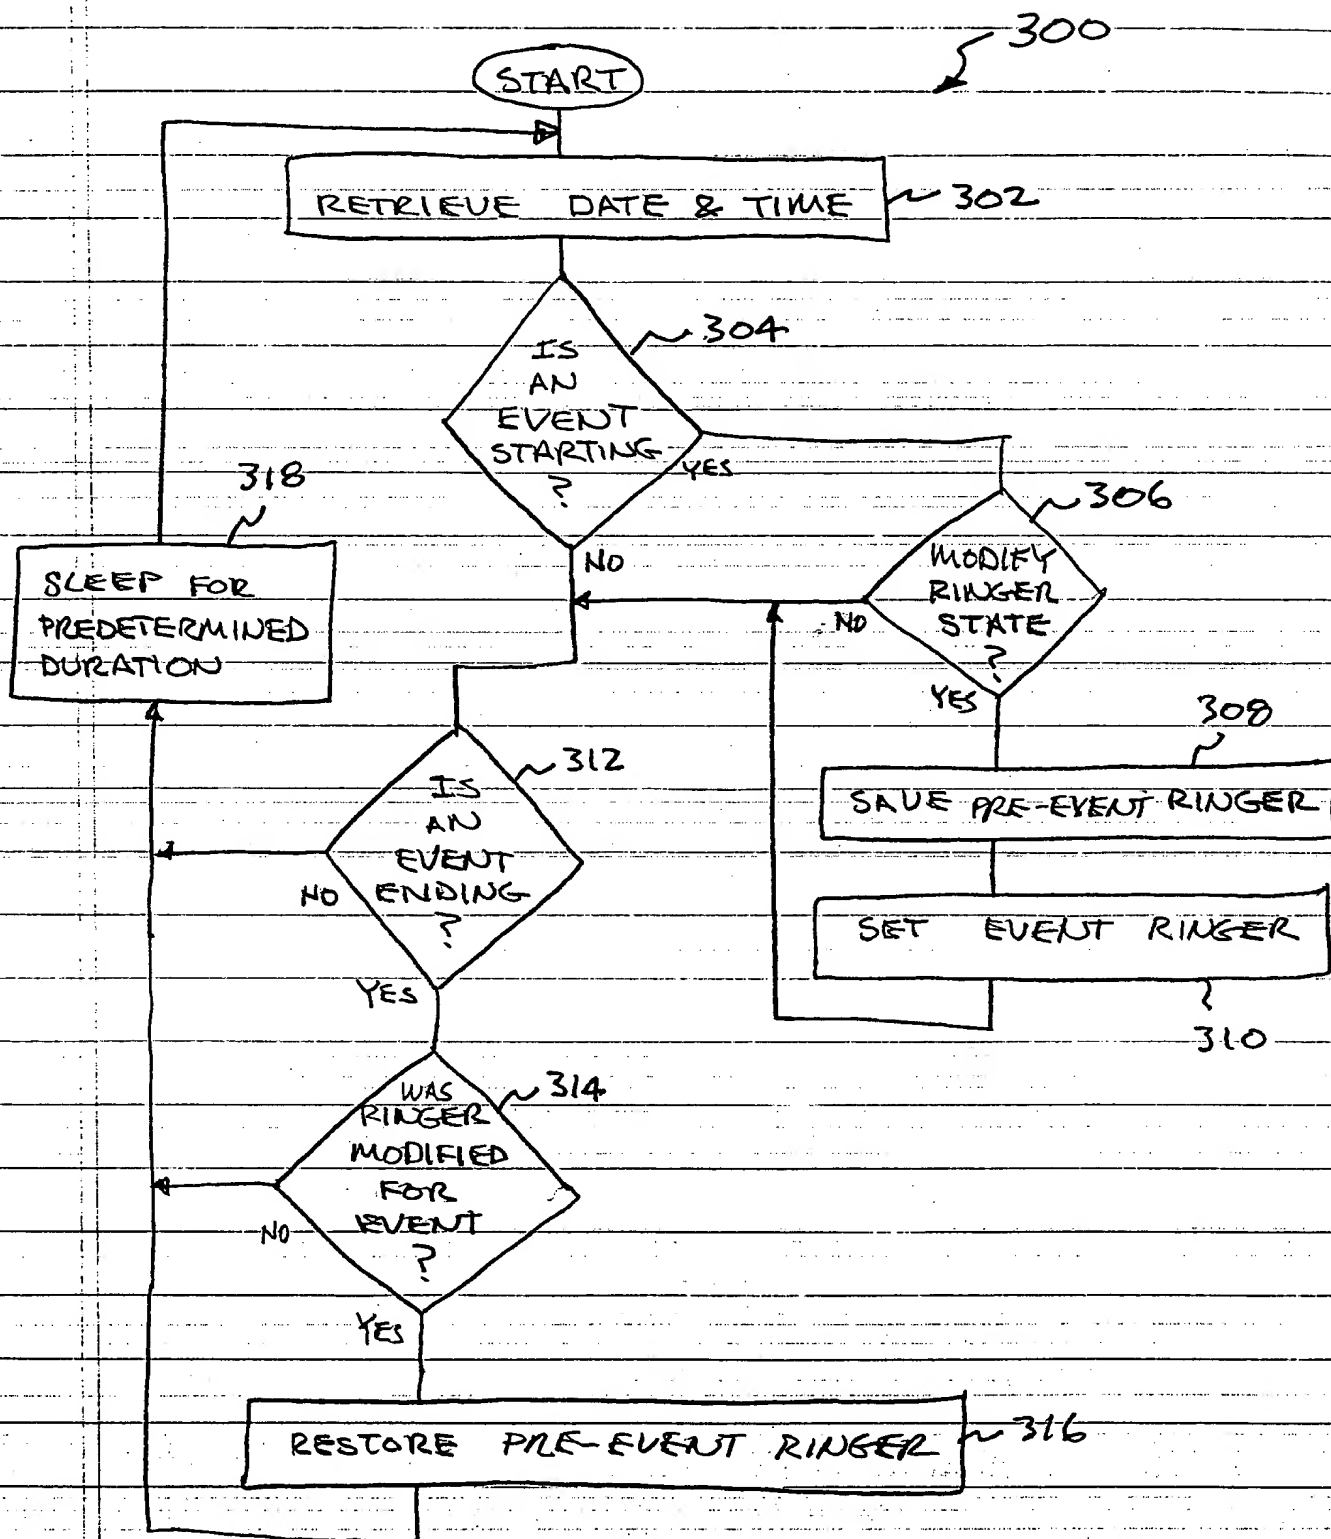 300
START
RETRIEVE DATE & TIME
302
304
IS
AN
EVENT
STARTING
?
YES
NO
318
SLEEP FOR
PREDETERMINED
DURATION
306
MODIFY
RINGER
STATE
?
NO
YES
308
SAVE PRE-EVENT RINGER
SET EVENT RINGER
310
312
IS
AN
EVENT
ENDING
?
NO
YES
314
WAS
RINGER
MODIFIED
FOR
EVENT
?
NO
YES
RESTORE PRE-EVENT RINGER
316